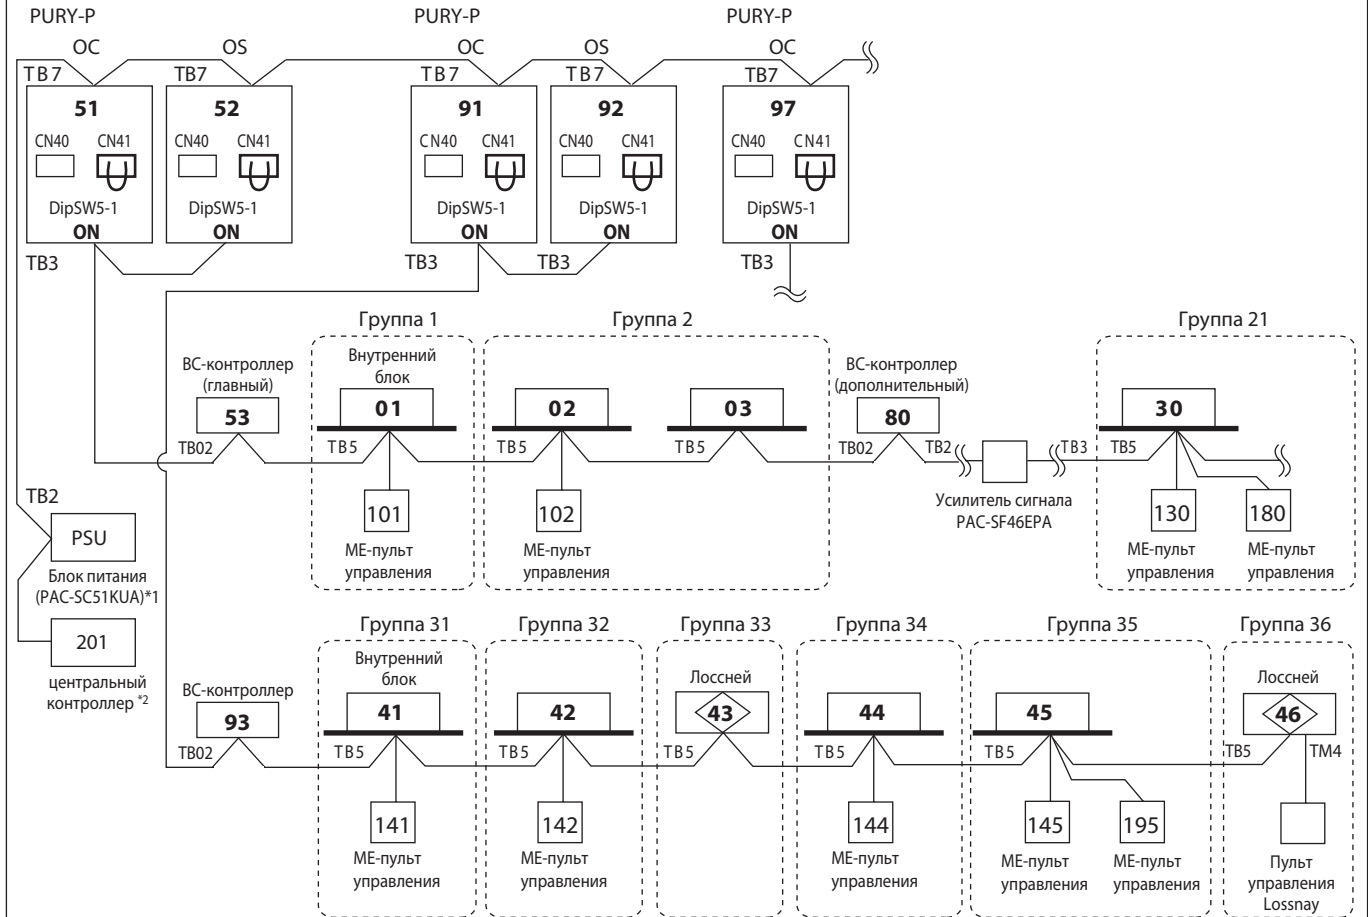 PURY-P PURY-P PURY-P
OC OS OC OS OC
TB7 TB7 TB7 TB7 TB7
51 52 91 92 97
CN40 CN41 CN40 CN41 CN40 CN41 CN40 CN41 CN40 CN41
DipSW5-1 DipSW5-1 DipSW5-1 DipSW5-1 DipSW5-1
ON ON ON ON ON
TB3 TB3 TB3 TB3
Группа 1 Группа 2 Группа 21
BC-контроллер
(главный)
53
TB02
Внутренний
блок
01
TB5
101
ME-пульт
управления
02
TB5
102
ME-пульт
управления
03
TB5
BC-контроллер
(дополнительный)
80
TB02 TB2
Усилитель сигнала
PAC-SF46EPA
TB3
30
TB5
130
ME-пульт
управления
180
ME-пульт
управления
TB2
PSU
Блок питания
(PAC-SC51KUA)*1
201
центральный
контроллер *2
Группа 31 Группа 32 Группа 33 Группа 34 Группа 35 Группа 36
BC-контроллер
93
TB02
Внутренний
блок
41
TB5
141
ME-пульт
управления
42
TB5
142
ME-пульт
управления
Лоссней
43
TB5
44
TB5
144
ME-пульт
управления
45
TB5
145
ME-пульт
управления
195
ME-пульт
управления
Лоссней
46
TB5 TM4
Пульт
управления
Lossnay